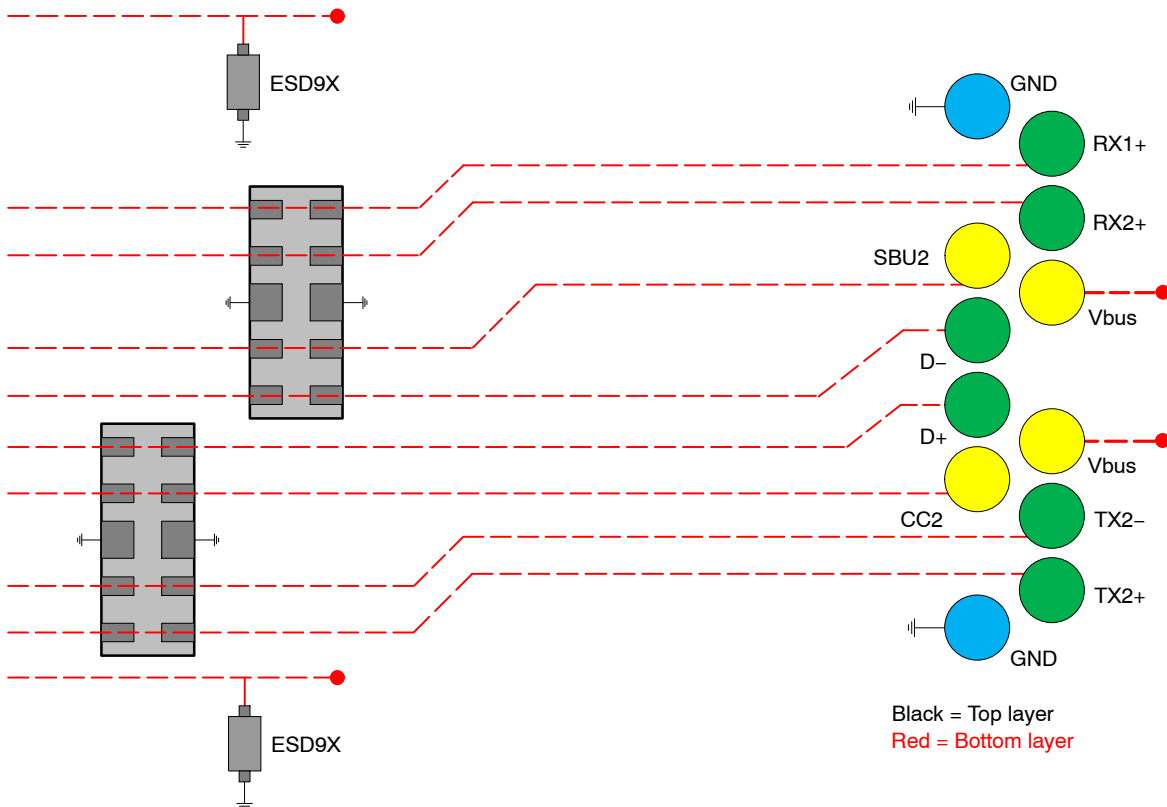 ESD9X
GND
RX1+
RX2+
SBU2
Vbus
D−
D+
Vbus
CC2
TX2−
TX2+
GND
ESD9X
Black = Top layer
Red = Bottom layer